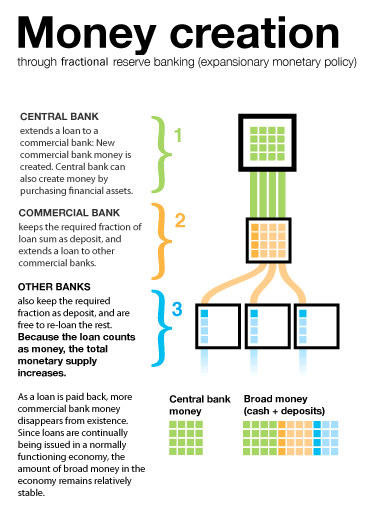 Money creation
through fractional reserve banking (expansionary monetary policy)
CENTRAL BANK
extends a loan to a
commercial bank: New
commercial bank money is
created. Central bank can
also create money by
purchasing financial assets.
1
COMMERCIAL BANK
keeps the required fraction of
loan sum as deposit, and
extends a loan to other
commercial banks.
2
OTHER BANKS
also keep the required
fraction as deposit, and are
free to re-loan the rest.
Because the loan counts
as money, the total
monetary supply
increases.
3
As a loan is paid back, more
commercial bank money
disappears from existence.
Since loans are continually
being issued in a normally
functioning economy, the
amount of broad money in the
economy remains relatively
stable.
Central bank
money
Broad money
(cash + deposits)